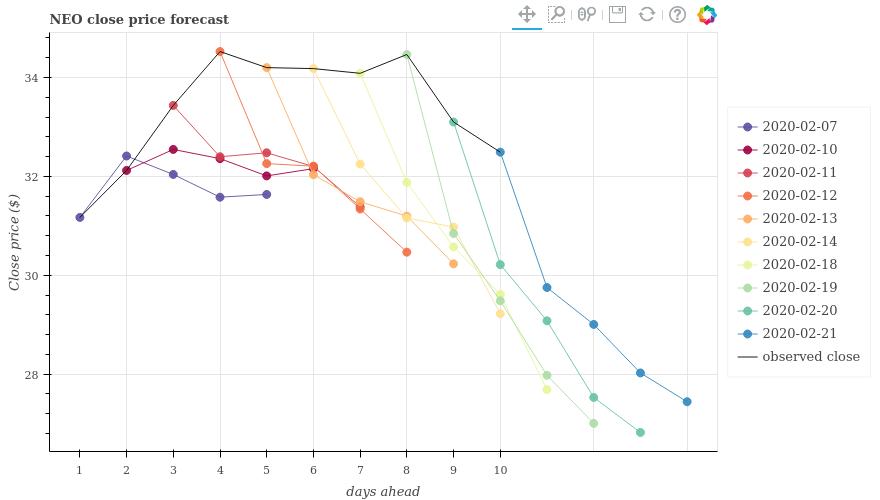 NEO close price forecast
34
32
30
28
Close price ($)
1 2 3 4 5 6 7 8 9 10
days ahead
2020-02-07
2020-02-10
2020-02-11
2020-02-12
2020-02-13
2020-02-14
2020-02-18
2020-02-19
2020-02-20
2020-02-21
observed close